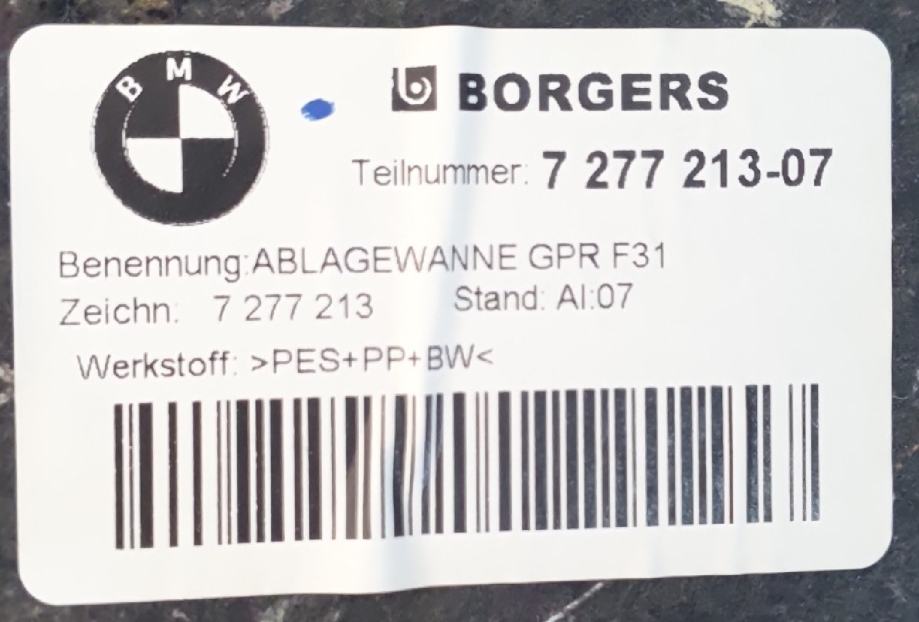 BMW
BORGERS
Teilnummer: 7 277 213-07
Benennung:ABLAGEWANNE GPR F31
Zeichn: 7 277 213 Stand: AI:07
Werkstoff: >PES+PP+BW<